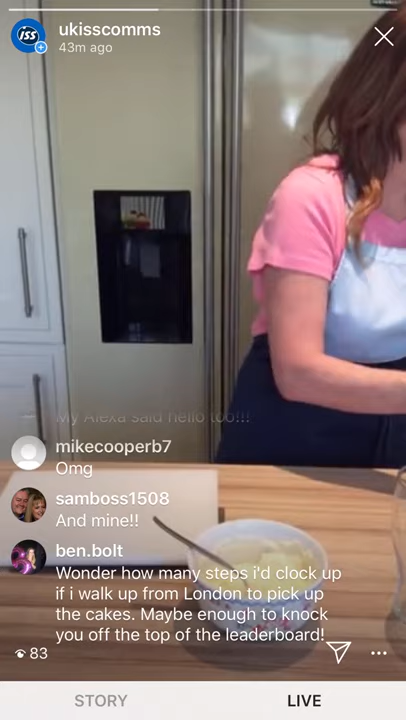 iss
ukisscomms
43m ago
My Alexa said hello too!!!
mikecooperb7
Omg
samboss1508
And mine!!
ben.bolt
Wonder how many steps i'd clock up
if i walk up from London to pick up
the cakes. Maybe enough to knock
you off the top of the leaderboard!
83
STORY
LIVE